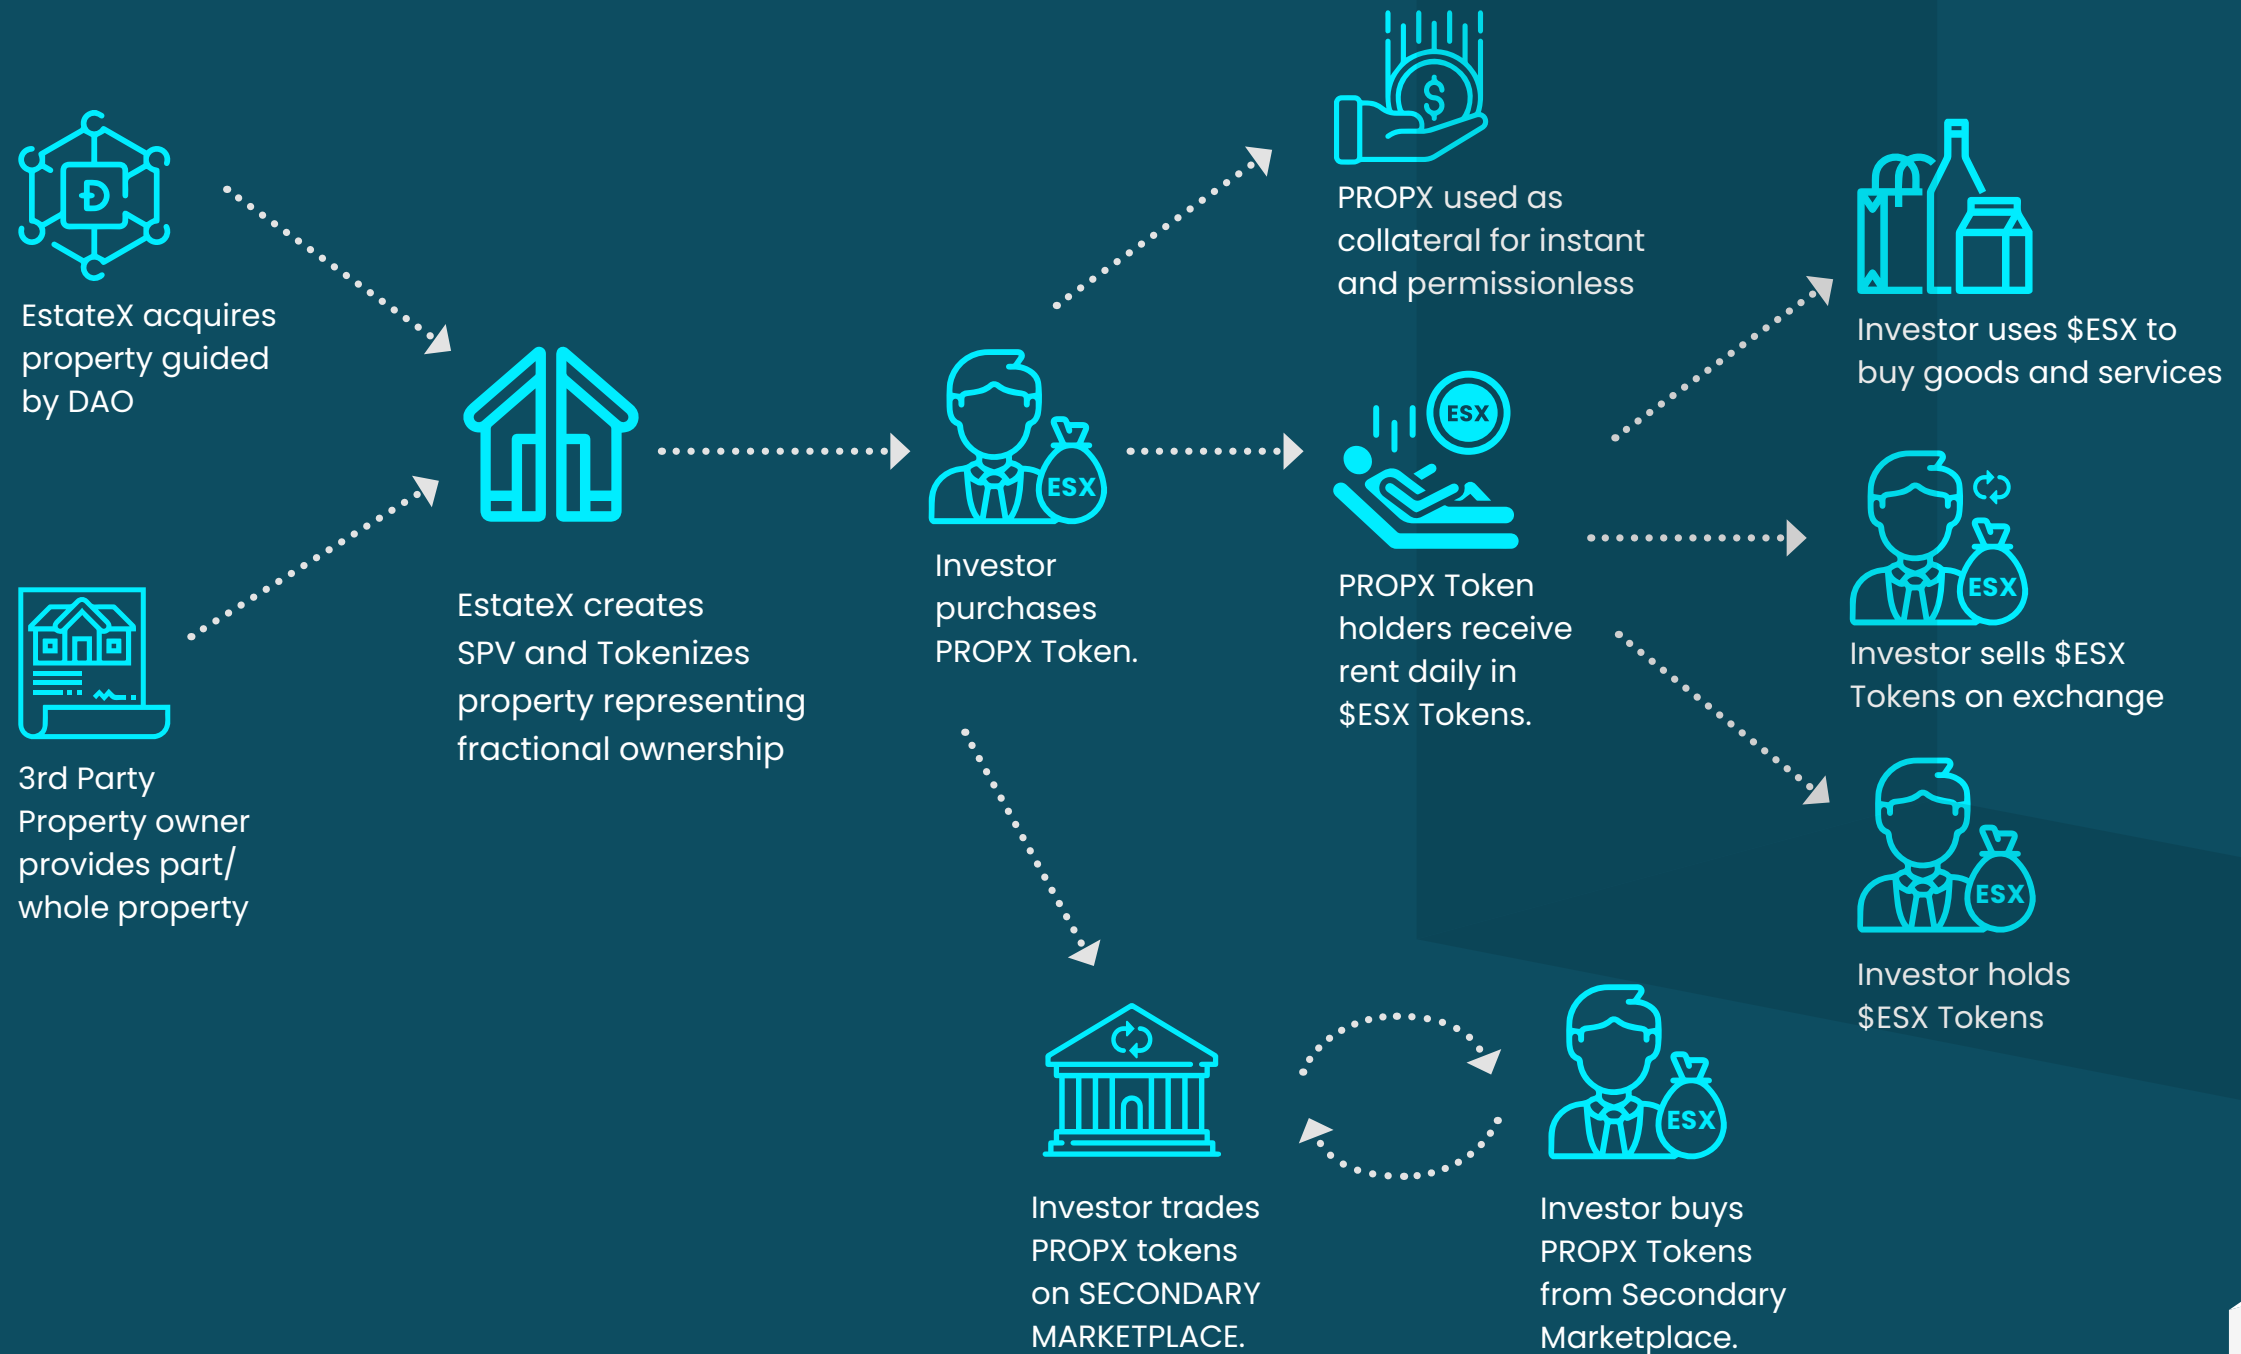 EstateX acquires
property guided
by DAO
3rd Party
Property owner
provides part/
whole property
EstateX creates
SPV and Tokenizes
property representing
fractional ownership
ESX
Investor
purchases
PROPX Token.
$
PROPX used as
collateral for instant
and permissionless
ESX
PROPX Token
holders receive
rent daily in
$ESX Tokens.
Investor uses $ESX to
buy goods and services
ESX
Investor sells $ESX
Tokens on exchange
ESX
Investor holds
$ESX Tokens
Investor trades
PROPX tokens
on SECONDARY
MARKETPLACE.
ESX
Investor buys
PROPX Tokens
from Secondary
Marketplace.